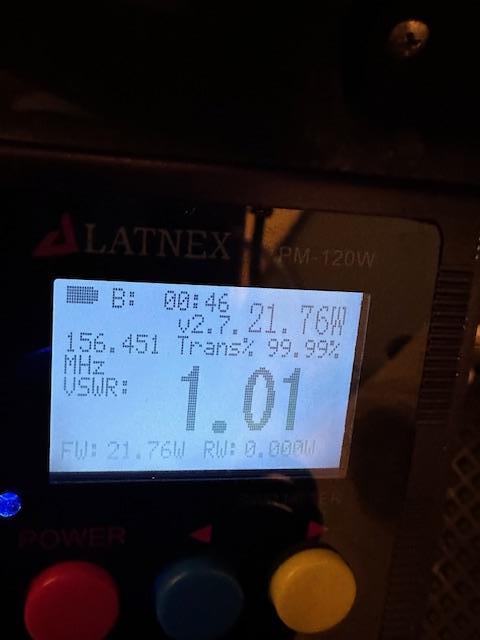 LATNEX PM-120W
B: 00:46
v2.7. 21.76W
156.451 Trans% 99.99%
MHz
VSWR: 1.01
FW: 21.76W RW: 0.000W
POWER